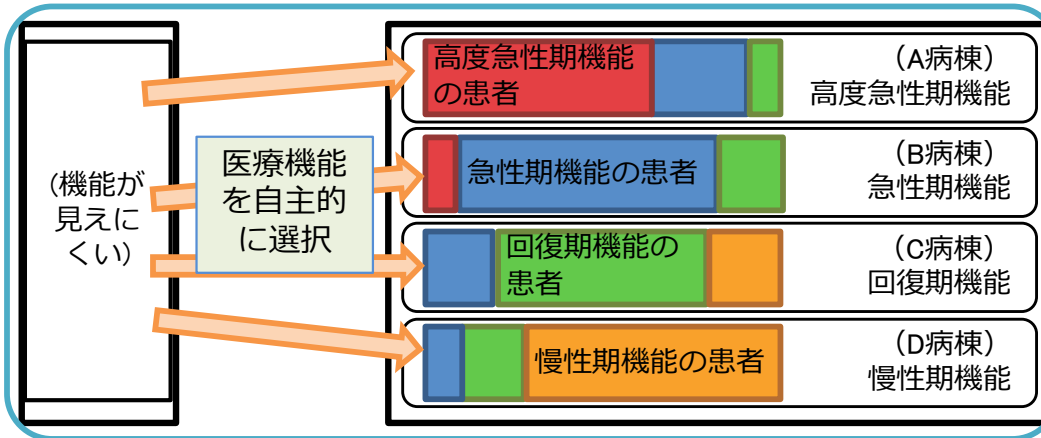 (機能が
見えに
くい)
医療機能
を自主的
に選択
高度急性期機能
の患者
(A病棟)
高度急性期機能
急性期機能の患者
(B病棟)
急性期機能
回復期機能の
患者
(C病棟)
回復期機能
慢性期機能の患者
(D病棟)
慢性期機能